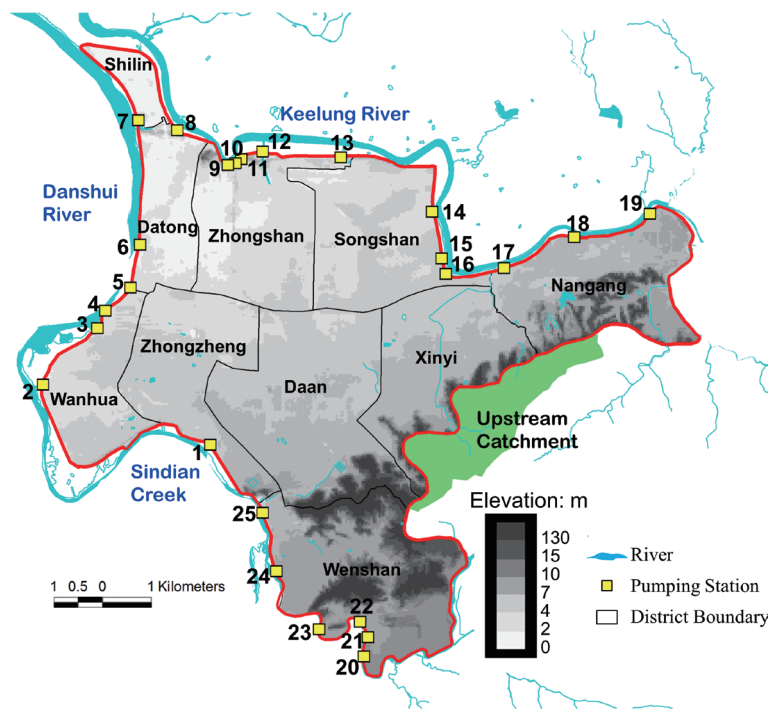 Shilin
7
8
Keelung River
10
12
13
9
11
Danshui
River
14
19
Datong
Zhongshan
Songshan
18
6
15
17
16
5
Nangang
4
3
Zhongzheng
Xinyi
Daan
2
Wanhua
Upstream
Catchment
1
Sindian
Creek
Elevation: m
25
130
15
10
7
4
2
0
River
Pumping Station
District Boundary
24
Wenshan
1 0.5 0 1 Kilometers
22
23
21
20